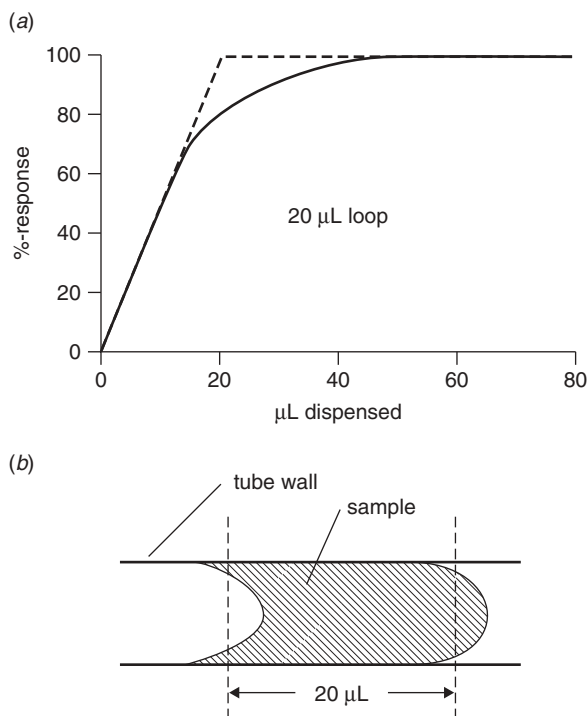 (a)
100
80
60
40
20
0
%-response
20 μL loop
0 20 40 60 80
μL dispensed
(b)
tube wall
sample
20 μL